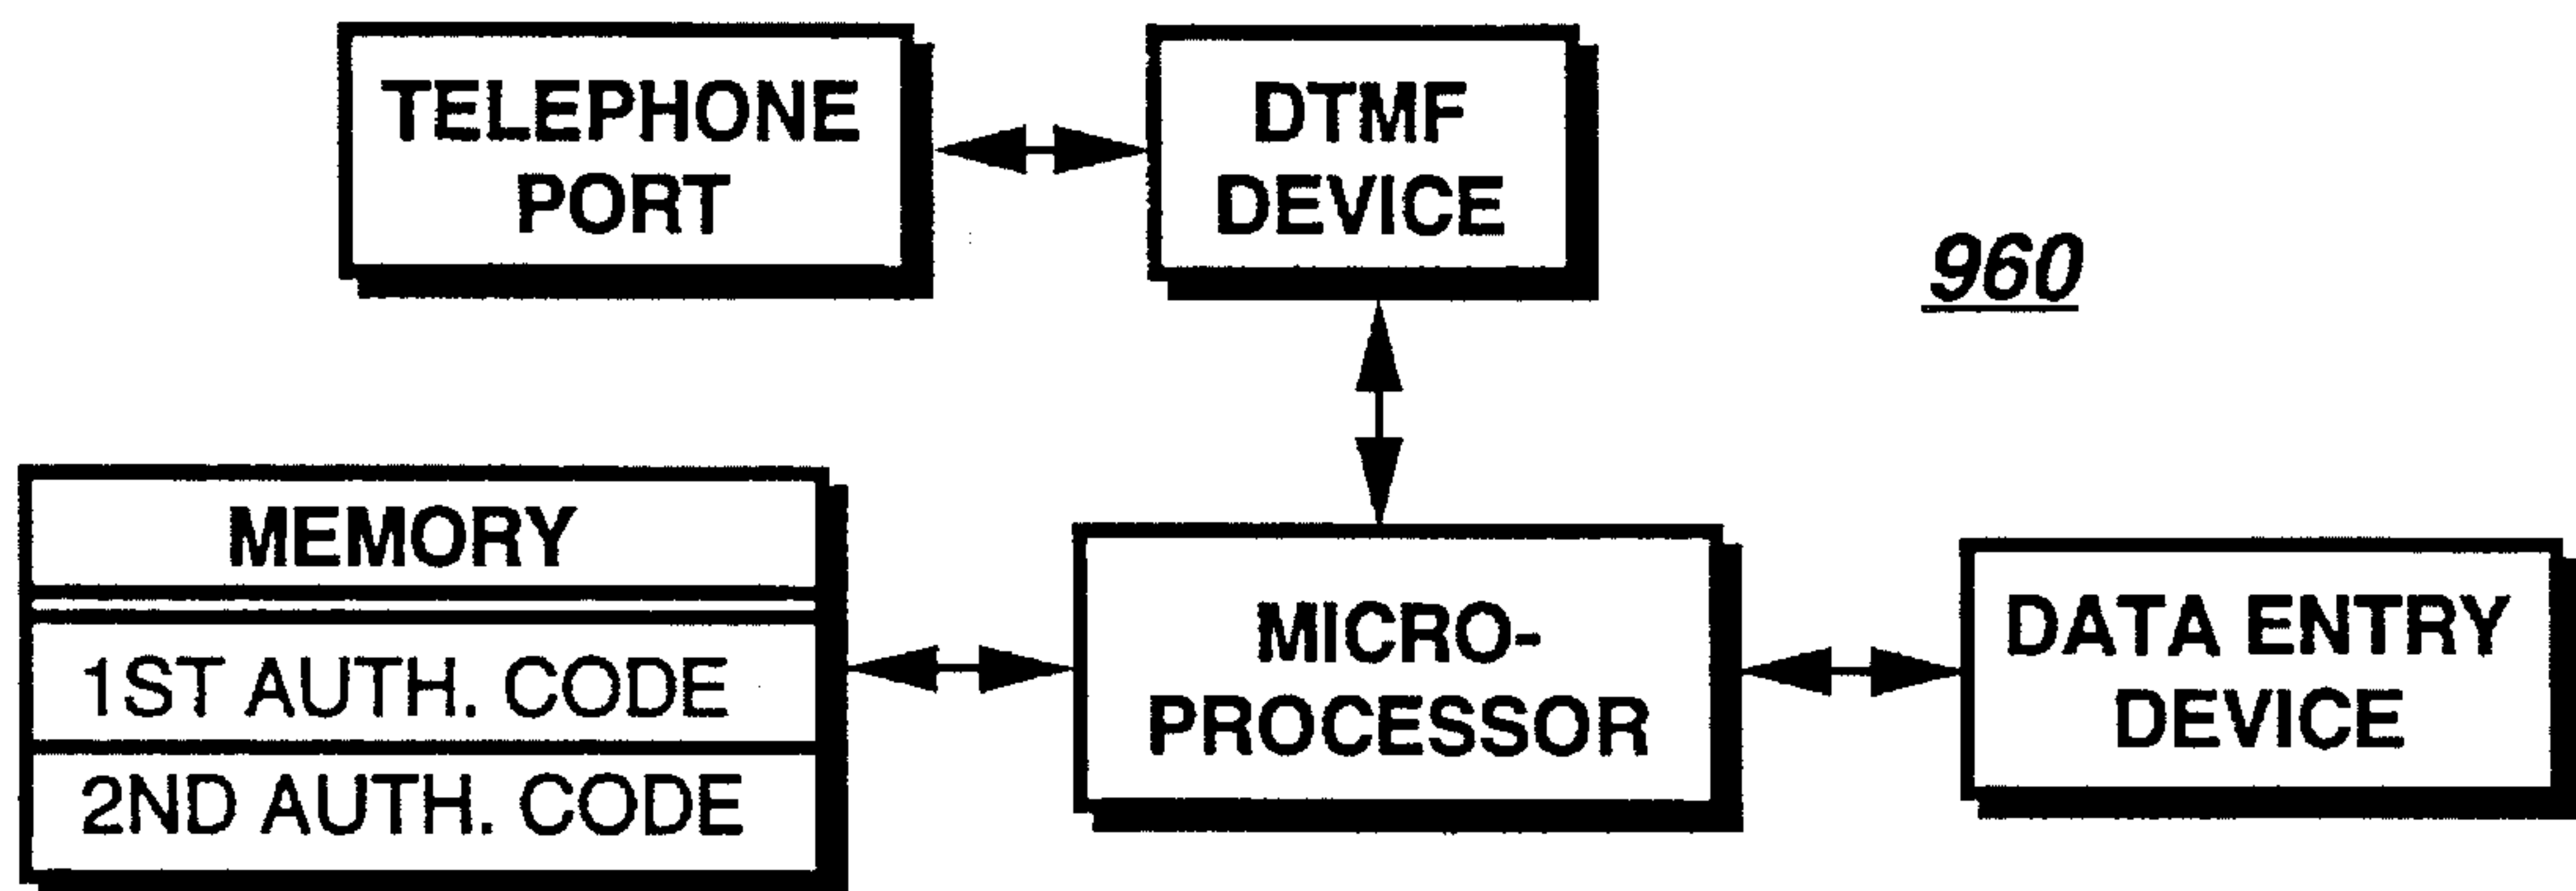 TELEPHONE
PORT
DTMF
DEVICE
960
MEMORY
1ST AUTH. CODE
2ND AUTH. CODE
MICRO-
PROCESSOR
DATA ENTRY
DEVICE